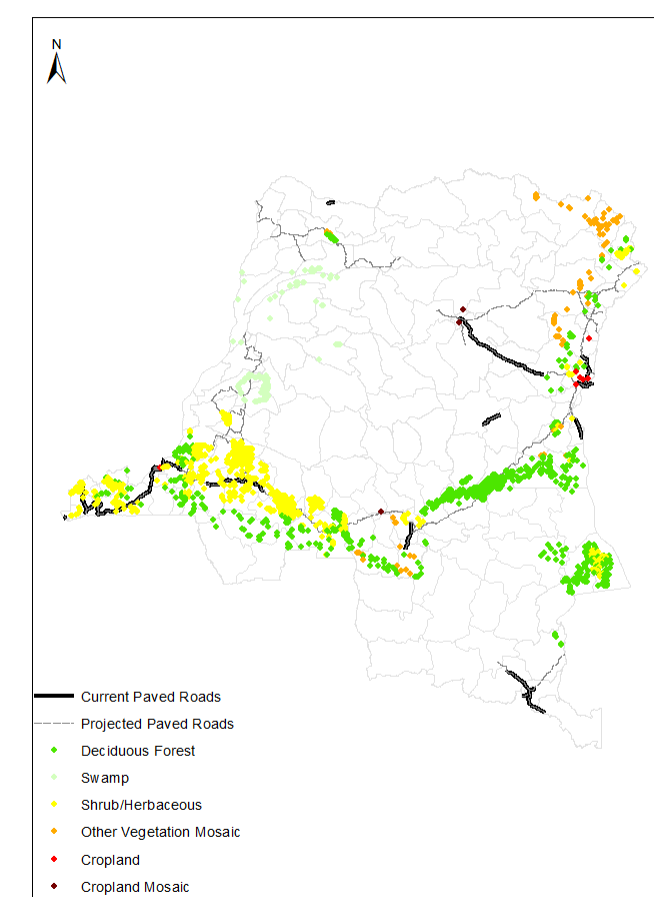 N
Current Paved Roads
Projected Paved Roads
Deciduous Forest
Swamp
Shrub/Herbaceous
Other Vegetation Mosaic
Cropland
Cropland Mosaic